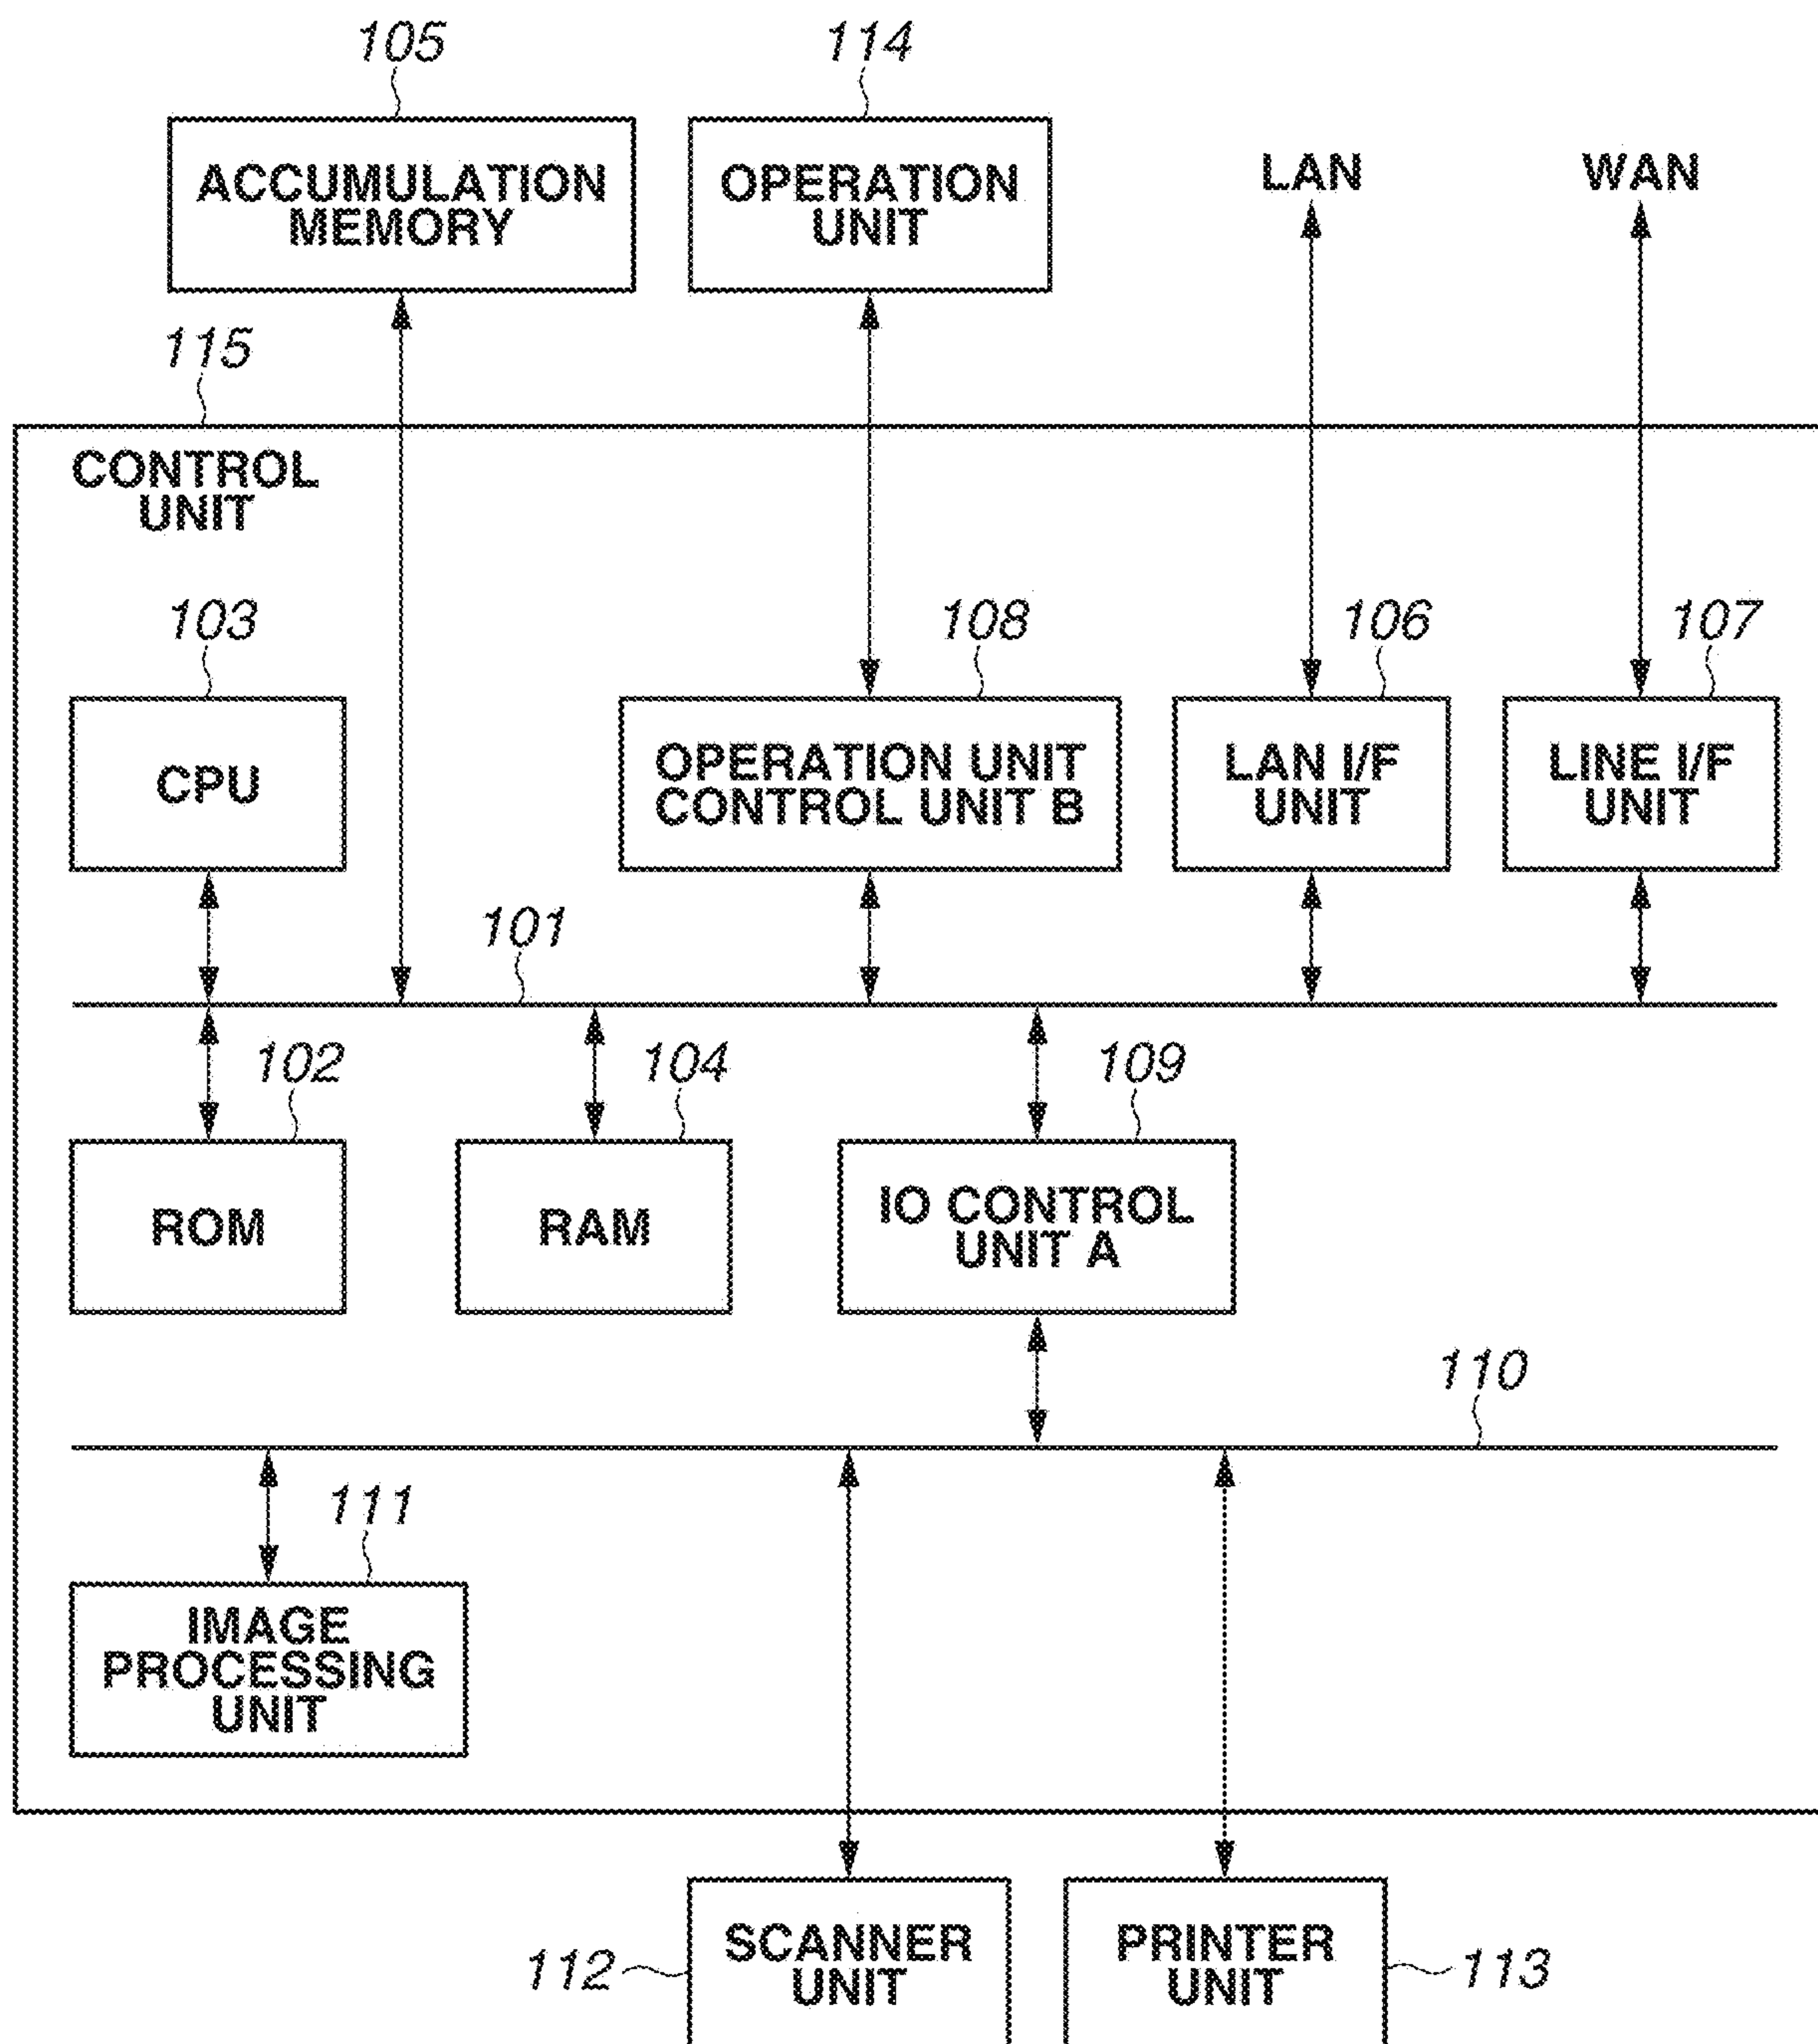 105
114
ACCUMULATION
MEMORY
OPERATION
UNIT
LAN
WAN
115
CONTROL
UNIT
103
108
106
107
CPU
OPERATION UNIT
CONTROL UNIT B
LAN I/F
UNIT
LINE I/F
UNIT
101
102
104
109
ROM
RAM
IO CONTROL
UNIT A
110
111
IMAGE
PROCESSING
UNIT
112
SCANNER
UNIT
PRINTER
UNIT
113